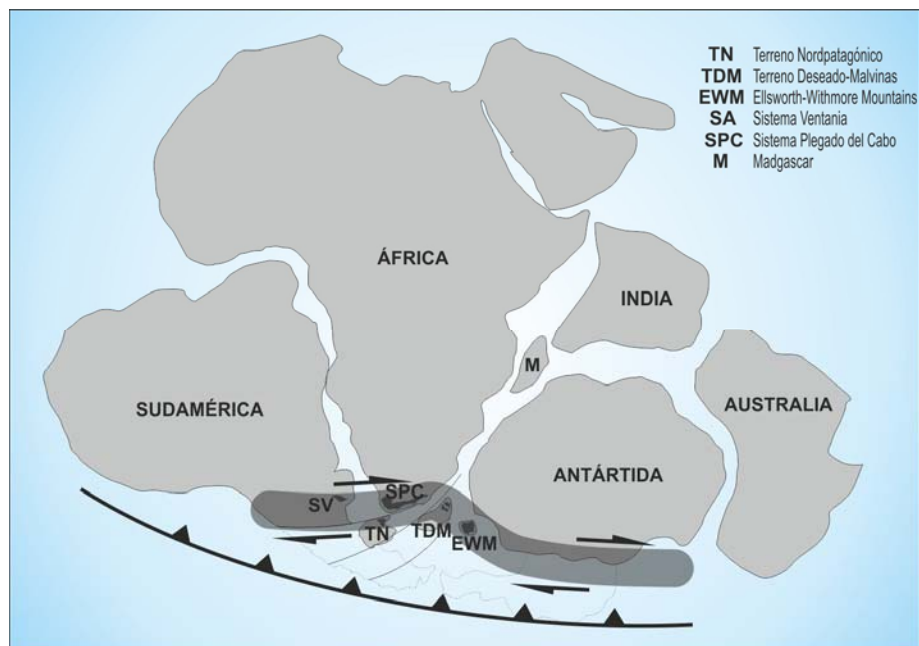 TN Terreno Nordpatagónico
TDM Terreno Deseado-Malvinas
EWM Ellsworth-Withmore Mountains
SA Sistema Ventania
SPC Sistema Plegado del Cabo
M Madgascar
ÁFRICA
INDIA
M
SUDAMÉRICA
AUSTRALIA
ANTÁRTIDA
SV
SPC
TN
TDM
EWM